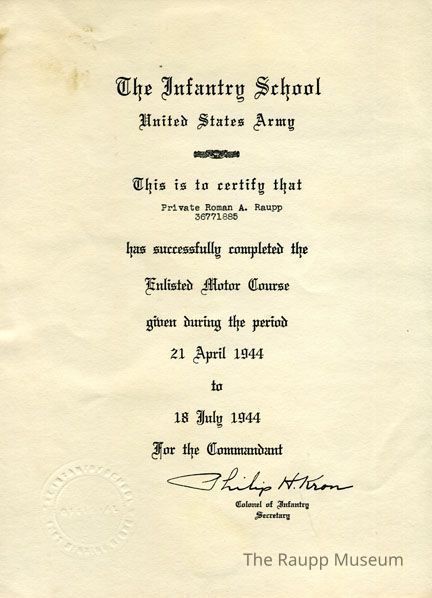 The Infantry School
United States Army
This is to certify that
Private Roman A. Raupp
36771885
has successfully completed the
Enlisted Motor Course
given during the period
21 April 1944
to
18 July 1944
For the Commandant
Philip H. Kron
Colonel of Infantry
Secretary
The Raupp Museum